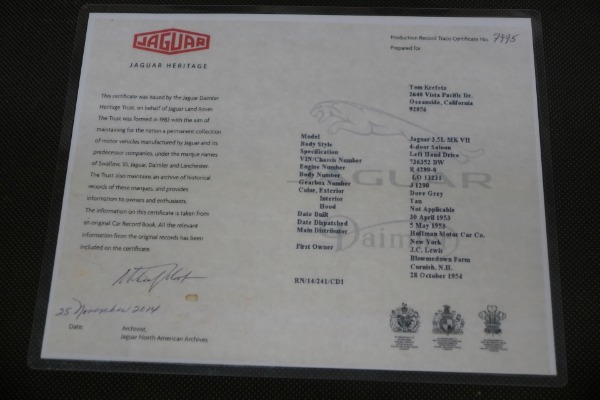 JAGUAR
JAGUAR HERITAGE
Production Record Trace Certificate No. 7995
Prepared for
Tom Krefetz
2640 Vista Pacific Dr.
Oceanside, California
92056
This certificate was issued by the Jaguar Daimler
Heritage Trust, on behalf of Jaguar Land Rover.
The Trust was formed in 1983 with the aim of
maintaining for the nation a permanent collection
of motor vehicles manufactured by Jaguar and its
predecessor companies, under the marque names
of Swallow, SS, Jaguar, Daimler and Lanchester.
The Trust also maintain an archive of historical
records of these marques, and provides
information to owners and enthusiasts.
The information on this certificate is taken from
an original Car Record Book. All the relevant
information from the original records has been
included on the certificate.
Model Jaguar 3.5L MK VII
Body Style 4-door Saloon
Specification Left Hand Drive
VIN/Chassis Number 726352 BW
Engine Number B 4280-8
Body Number LO 11231
Gearbox Number J 1290
Color, Exterior Dove Grey
Interior Tan
Hood Not Applicable
Date Built 30 April 1953
Date Dispatched 5 May 1953
Main Distributor Hoffman Motor Car Co.
New York
First Owner J.C. Lewis
Blowmedown Farm
Cornish, N.H.
28 October 1954
JAGUAR
Daimler
RN/14/241/CD1
25 November 2014
Date: Archivist,
Jaguar North American Archives